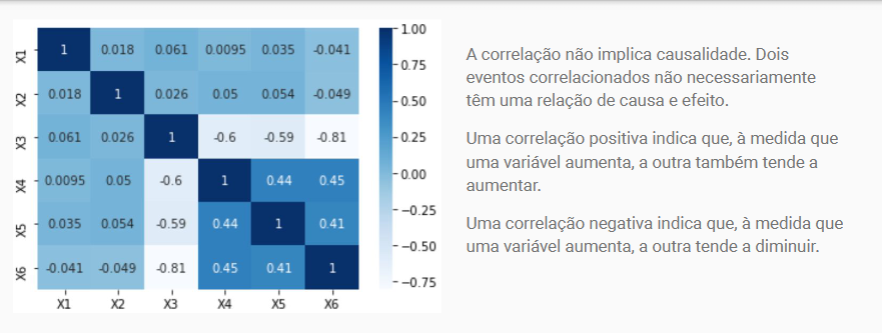 X1 1 0.018 0.061 0.0095 0.035 -0.041
X2 0.018 1 0.026 0.05 0.054 -0.049
X3 0.061 0.026 1 -0.6 -0.59 -0.81
X4 0.0095 0.05 -0.6 1 0.44 0.45
X5 0.035 0.054 -0.59 0.44 1 0.41
X6 -0.041 -0.049 -0.81 0.45 0.41 1
X1 X2 X3 X4 X5 X6
1.00
0.75
0.50
0.25
0.00
−0.25
−0.50
−0.75
A correlação não implica causalidade. Dois
eventos correlacionados não necessariamente
têm uma relação de causa e efeito.
Uma correlação positiva indica que, à medida que
uma variável aumenta, a outra também tende a
aumentar.
Uma correlação negativa indica que, à medida que
uma variável aumenta, a outra tende a diminuir.